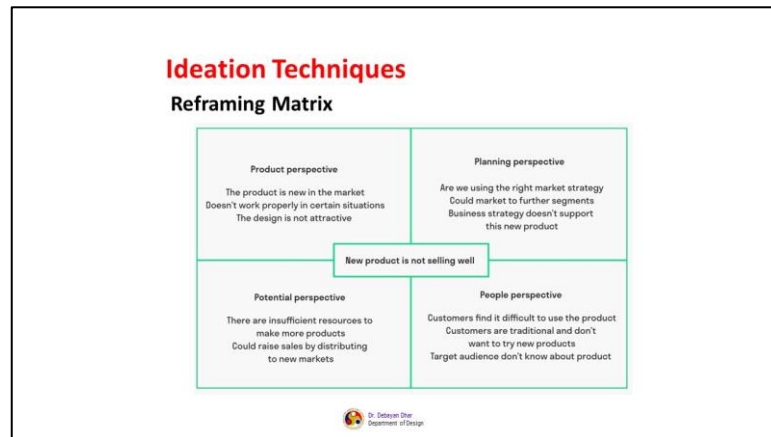 Ideation Techniques
Reframing Matrix
Product perspective
The product is new in the market
Doesn't work properly in certain situations
The design is not attractive
Planning perspective
Are we using the right market strategy
Could market to further segments
Business strategy doesn't support
this new product
New product is not selling well
Potential perspective
There are insufficient resources to
make more products
Could raise sales by distributing
to new markets
People perspective
Customers find it difficult to use the product
Customers are traditional and don't
want to try new products
Target audience don't know about product
Dr. Debayan Dhar
Department of Design